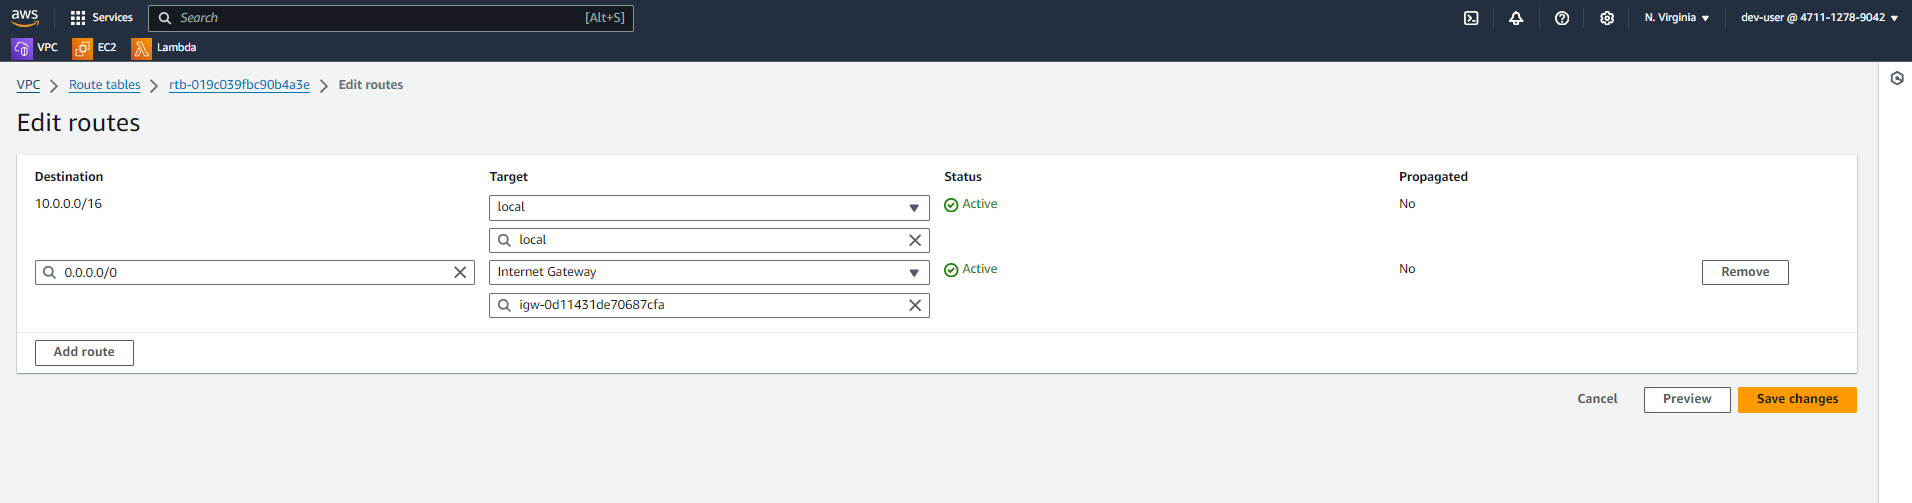 aws Services Search [Alt+S] N. Virginia dev-user @ 4711-1278-9042
VPC EC2 Lambda
VPC Route tables rtb-019c039fbc90b4a3e Edit routes
Edit routes
Destination Target Status Propagated
10.0.0.0/16 local Active No
local
0.0.0.0/0 Internet Gateway Active No Remove
igw-0d11431de70687cfa
Add route
Cancel Preview Save changes